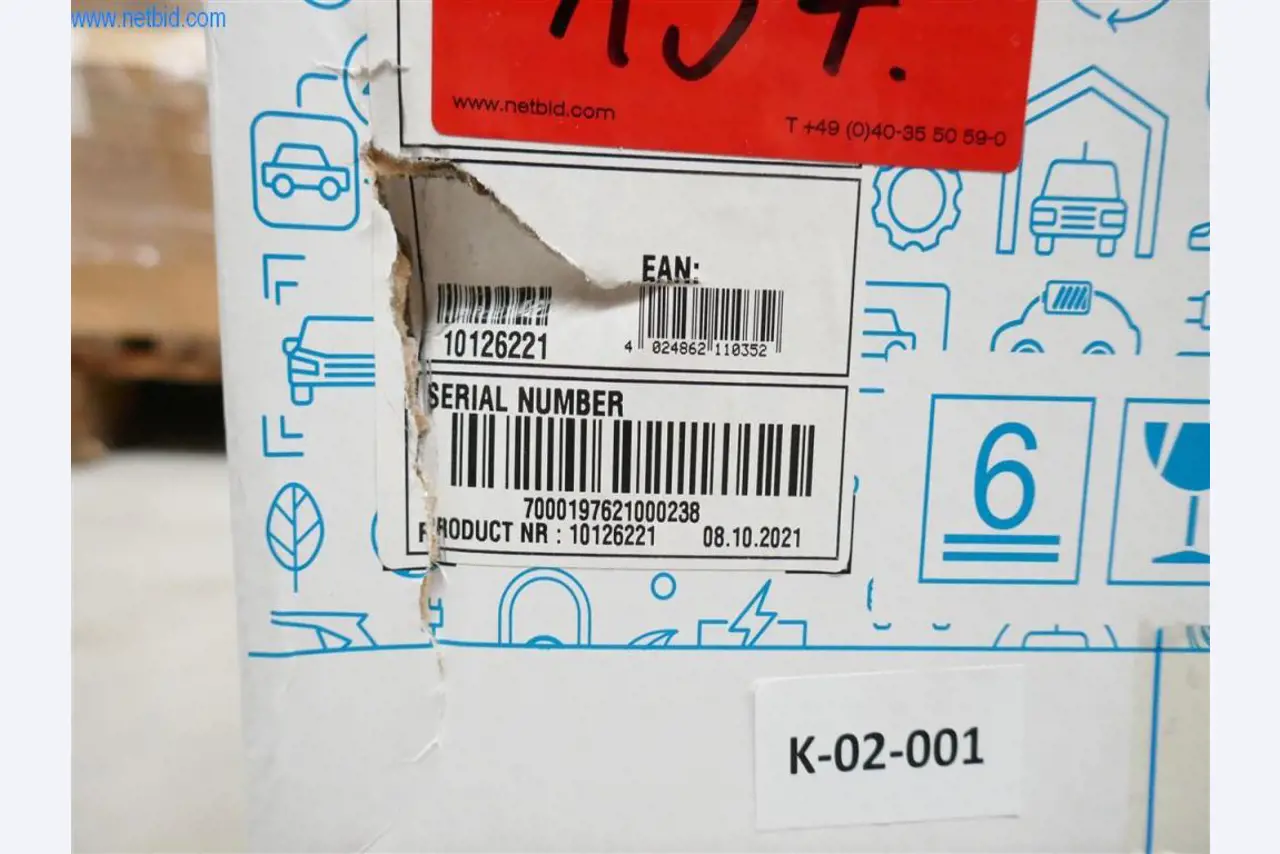 www.netbid.com
www.netbid.com
T +49 (0)40-35 50 59-0
EAN:
10126221
4 024862 110352
SERIAL NUMBER
7000197621000238
PRODUCT NR : 10126221 08.10.2021
6
K-02-001